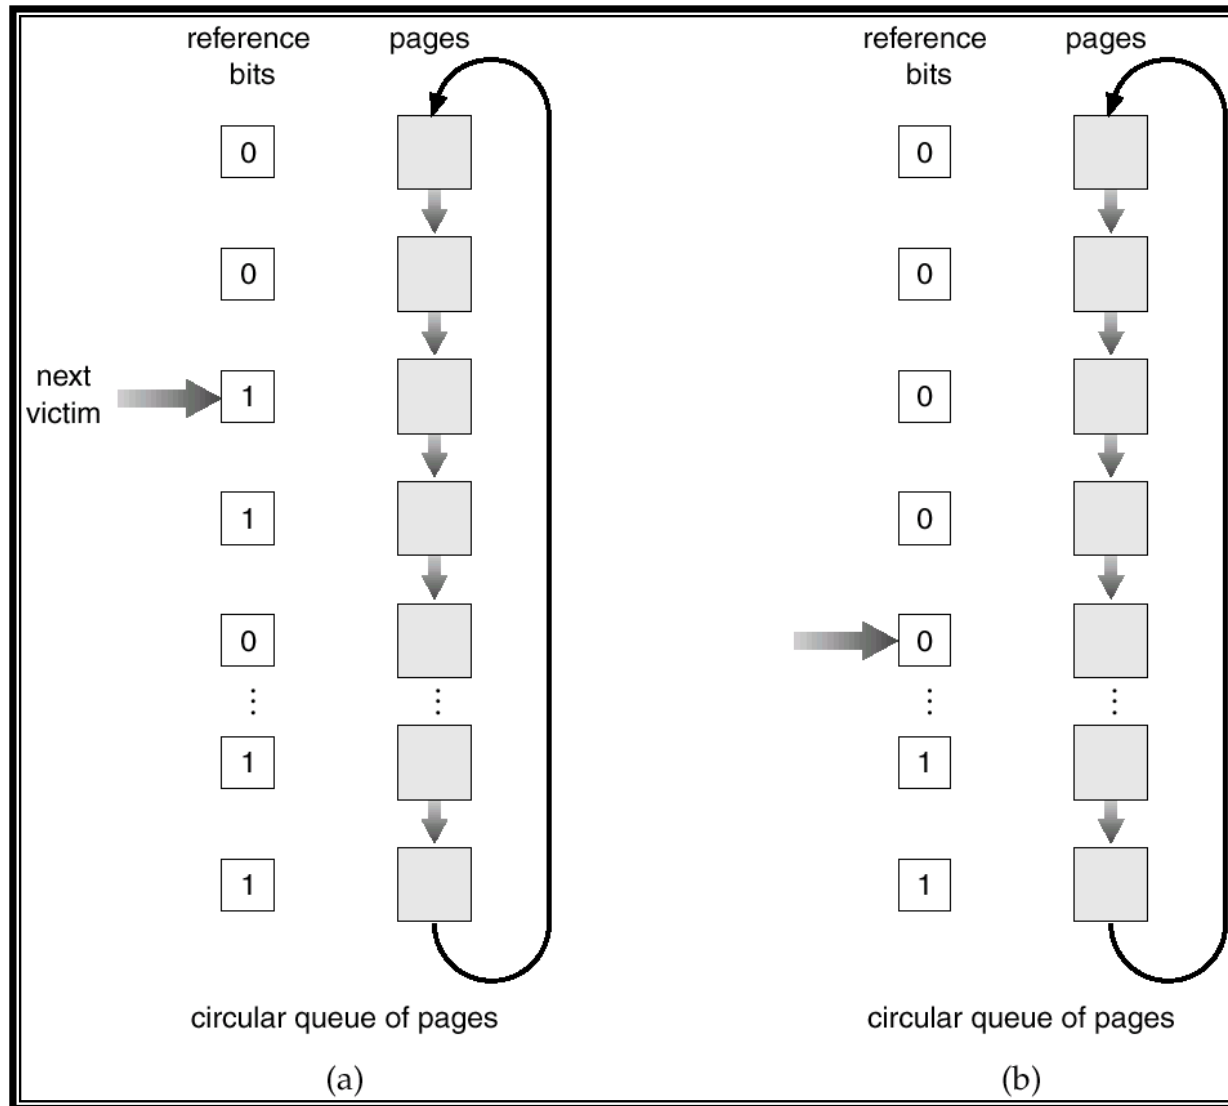 reference bits pages
0
0
next victim 1
1
0
⋮ ⋮
1
1
circular queue of pages
(a)
reference bits pages
0
0
0
0
0
⋮ ⋮
1
1
circular queue of pages
(b)